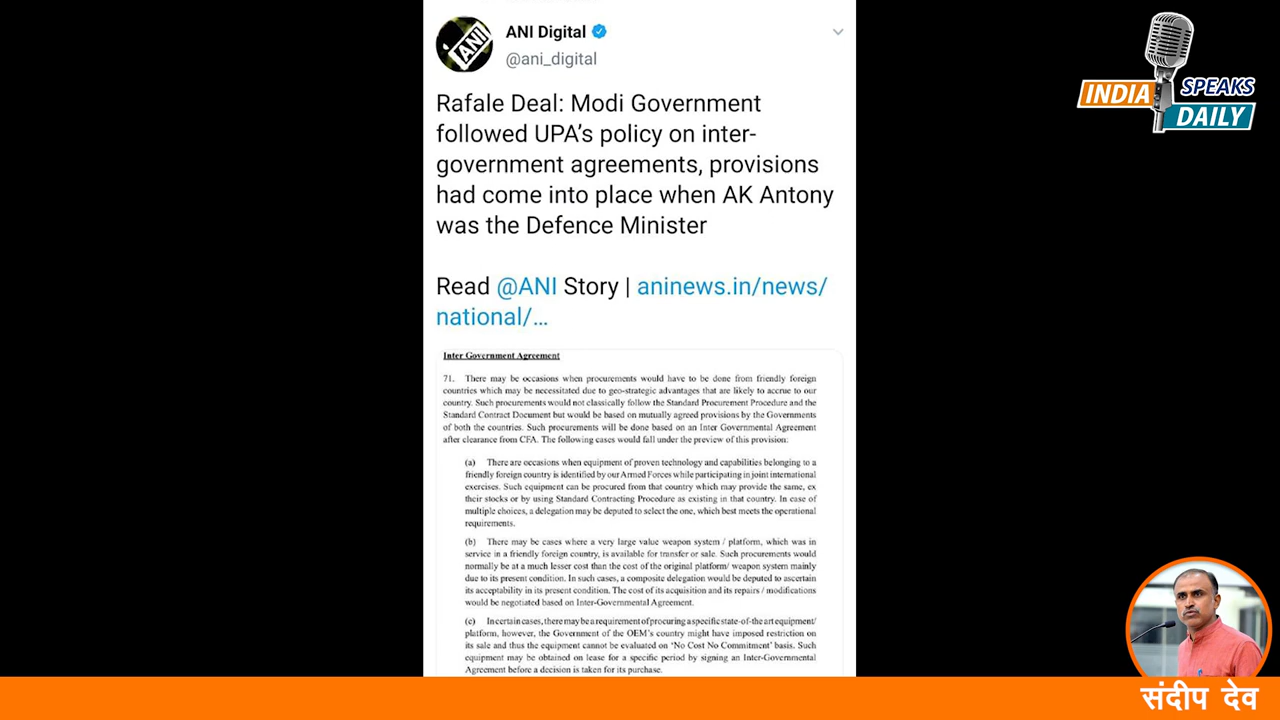 ANI
ANI Digital
@ani_digital
INDIA
SPEAKS
DAILY
Rafale Deal: Modi Government
followed UPA's policy on inter-
government agreements, provisions
had come into place when AK Antony
was the Defence Minister
Read @ANI Story | aninews.in/news/
national/...
Inter Government Agreement
71. There may be occasions when procurements would have to be done from friendly foreign
countries which may be necessitated due to geo-strategic advantages that are likely to accrue to our
country. Such procurements would not classically follow the Standard Procurement Procedure and the
Standard Contract Document but would be based on mutually agreed provisions by the Governments
of both the countries. Such procurements will be done based on an Inter Governmental Agreement
after clearance from CFA. The following cases would fall under the preview of this provision:
(a) There are occasions when equipment of proven technology and capabilities belonging to a
friendly foreign country is identified by our Armed Forces while participating in joint international
exercises. Such equipment can be procured from that country which may provide the same, ex
their stocks or by using Standard Contracting Procedure as existing in that country. In case of
multiple choices, a delegation may be deputed to select the one, which best meets the operational
requirements.
(b) There may be cases where a very large value weapon system / platform, which was in
service in a friendly foreign country, is available for transfer or sale. Such procurements would
normally be at a much lesser cost than the cost of the original platform/ weapon system mainly
due to its present condition. In such cases, a composite delegation would be deputed to ascertain
its acceptability in its present condition. The cost of its acquisition and its repairs / modifications
would be negotiated based on Inter-Governmental Agreement.
(c) In certain cases, there may be a requirement of procuring a specific state-of-the art equipment/
platform, however, the Government of the OEM's country might have imposed restriction on
its sale and thus the equipment cannot be evaluated on 'No Cost No Commitment' basis. Such
equipment may be obtained on lease for a specific period by signing an Inter-Governmental
Agreement before a decision is taken for its purchase.
संदीप देव